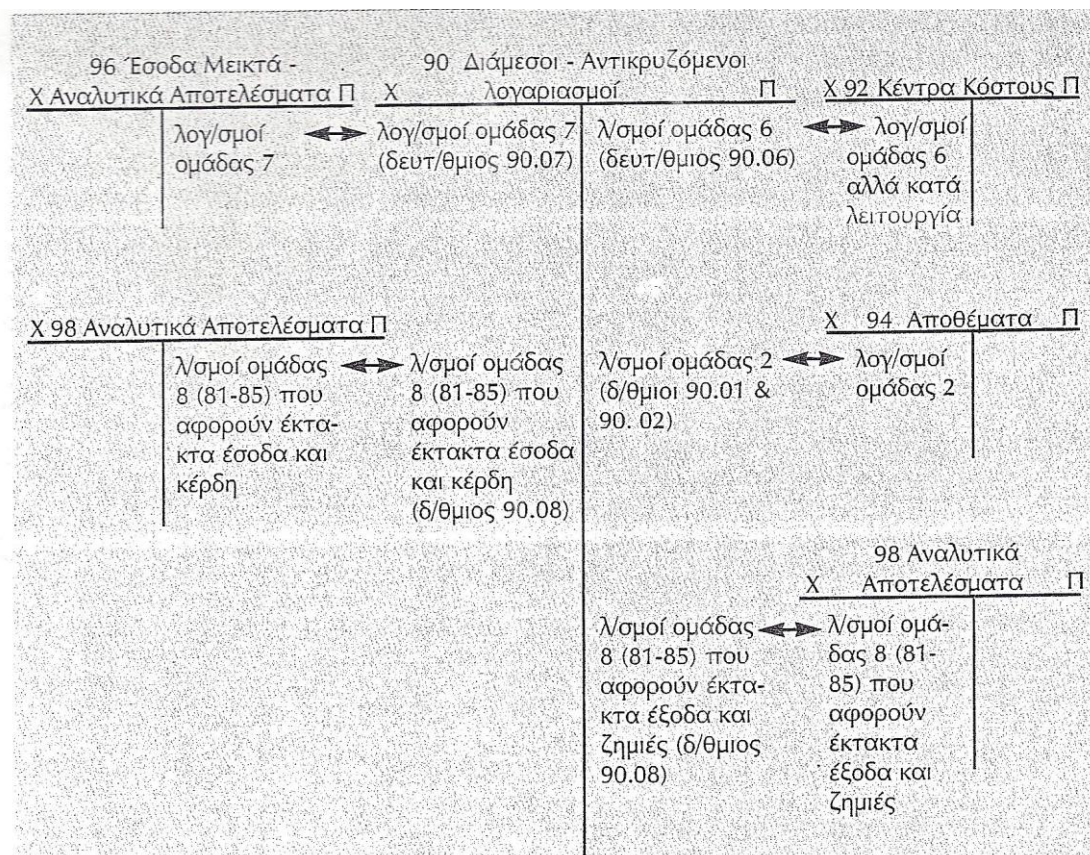 96 Έσοδα Μεικτά -
Χ Αναλυτικά Αποτελέσματα Π
λογ/σμοί
ομάδας 7
90 Διάμεσοι - Αντικρυζόμενοι
Χ λογαριασμοί Π
λογ/σμοί ομάδας 7
(δευτ/θμιος 90.07)
λ/σμοί ομάδας 6
(δευτ/θμιος 90.06)
Χ 92 Κέντρα Κόστους Π
λογ/σμοί
ομάδας 6
αλλά κατά
λειτουργία
Χ 98 Αναλυτικά Αποτελέσματα Π
λ/σμοί ομάδας
8 (81-85) που
αφορούν έκτα-
κτα έσοδα και
κέρδη
λ/σμοί ομάδας
8 (81-85) που
αφορούν
έκτακτα έσοδα
και κέρδη
(δ/θμιος 90.08)
λ/σμοί ομάδας 2
(δ/θμιοι 90.01 &
90. 02)
Χ 94 Αποθέματα Π
λογ/σμοί
ομάδας 2
98 Αναλυτικά
Χ Αποτελέσματα Π
λ/σμοί ομάδας
8 (81-85) που
αφορούν έκτα-
κτα έξοδα και
ζημιές (δ/θμιος
90.08)
λ/σμοί ομά-
δας 8 (81-
85) που
αφορούν
έκτακτα
έξοδα και
ζημιές